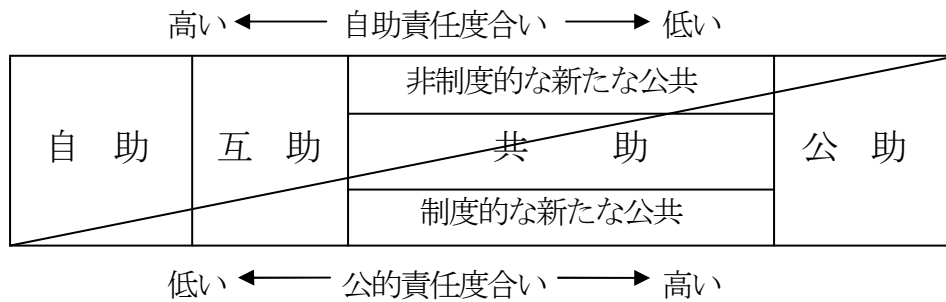 高い 自助責任度合い 低い
非制度的な新たな公共
自 助 互 助 共 助 公 助
制度的な新たな公共
低い 公的責任度合い 高い